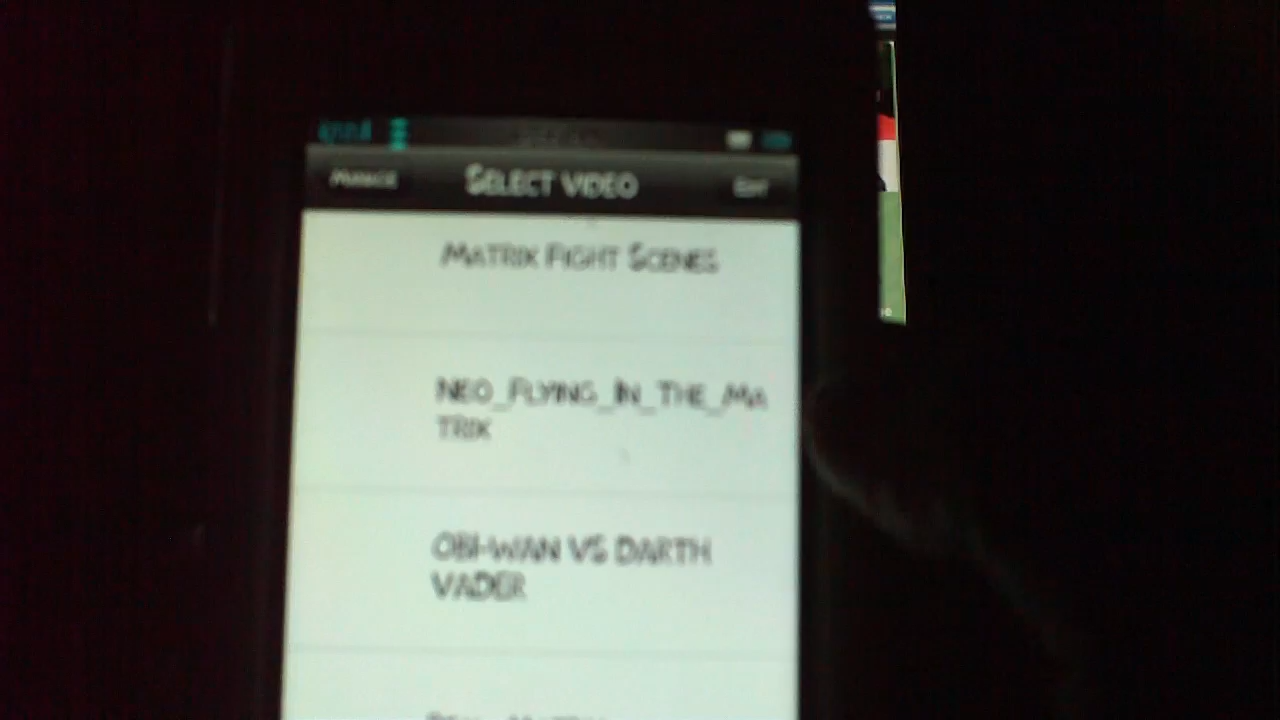 SELECT VIDEO
EDIT
MATRIX FIGHT SCENES
NEO_FLYING_IN_THE_MA
TRIX
OBI-WAN VS DARTH
VADER